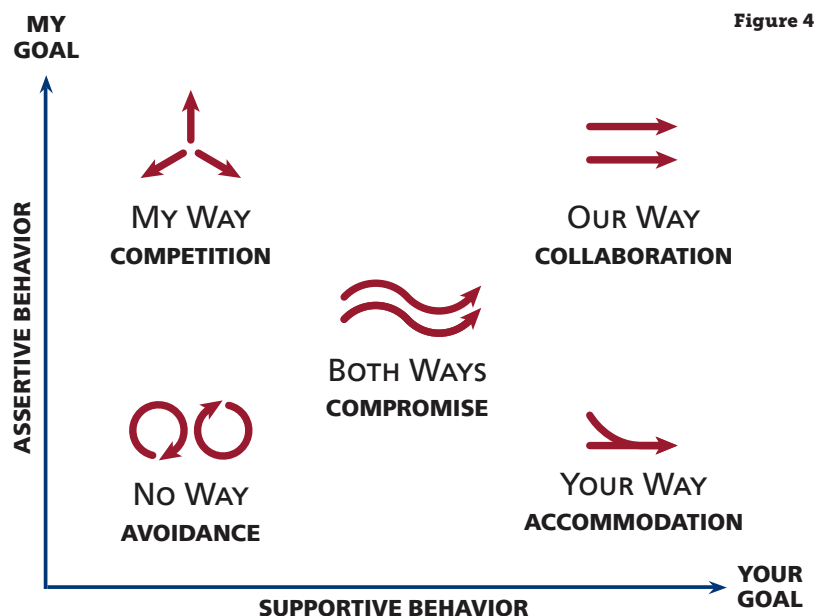 Figure 4
MY
GOAL
ASSERTIVE BEHAVIOR
MY WAY
COMPETITION
OUR WAY
COLLABORATION
BOTH WAYS
COMPROMISE
NO WAY
AVOIDANCE
YOUR WAY
ACCOMMODATION
SUPPORTIVE BEHAVIOR
YOUR
GOAL